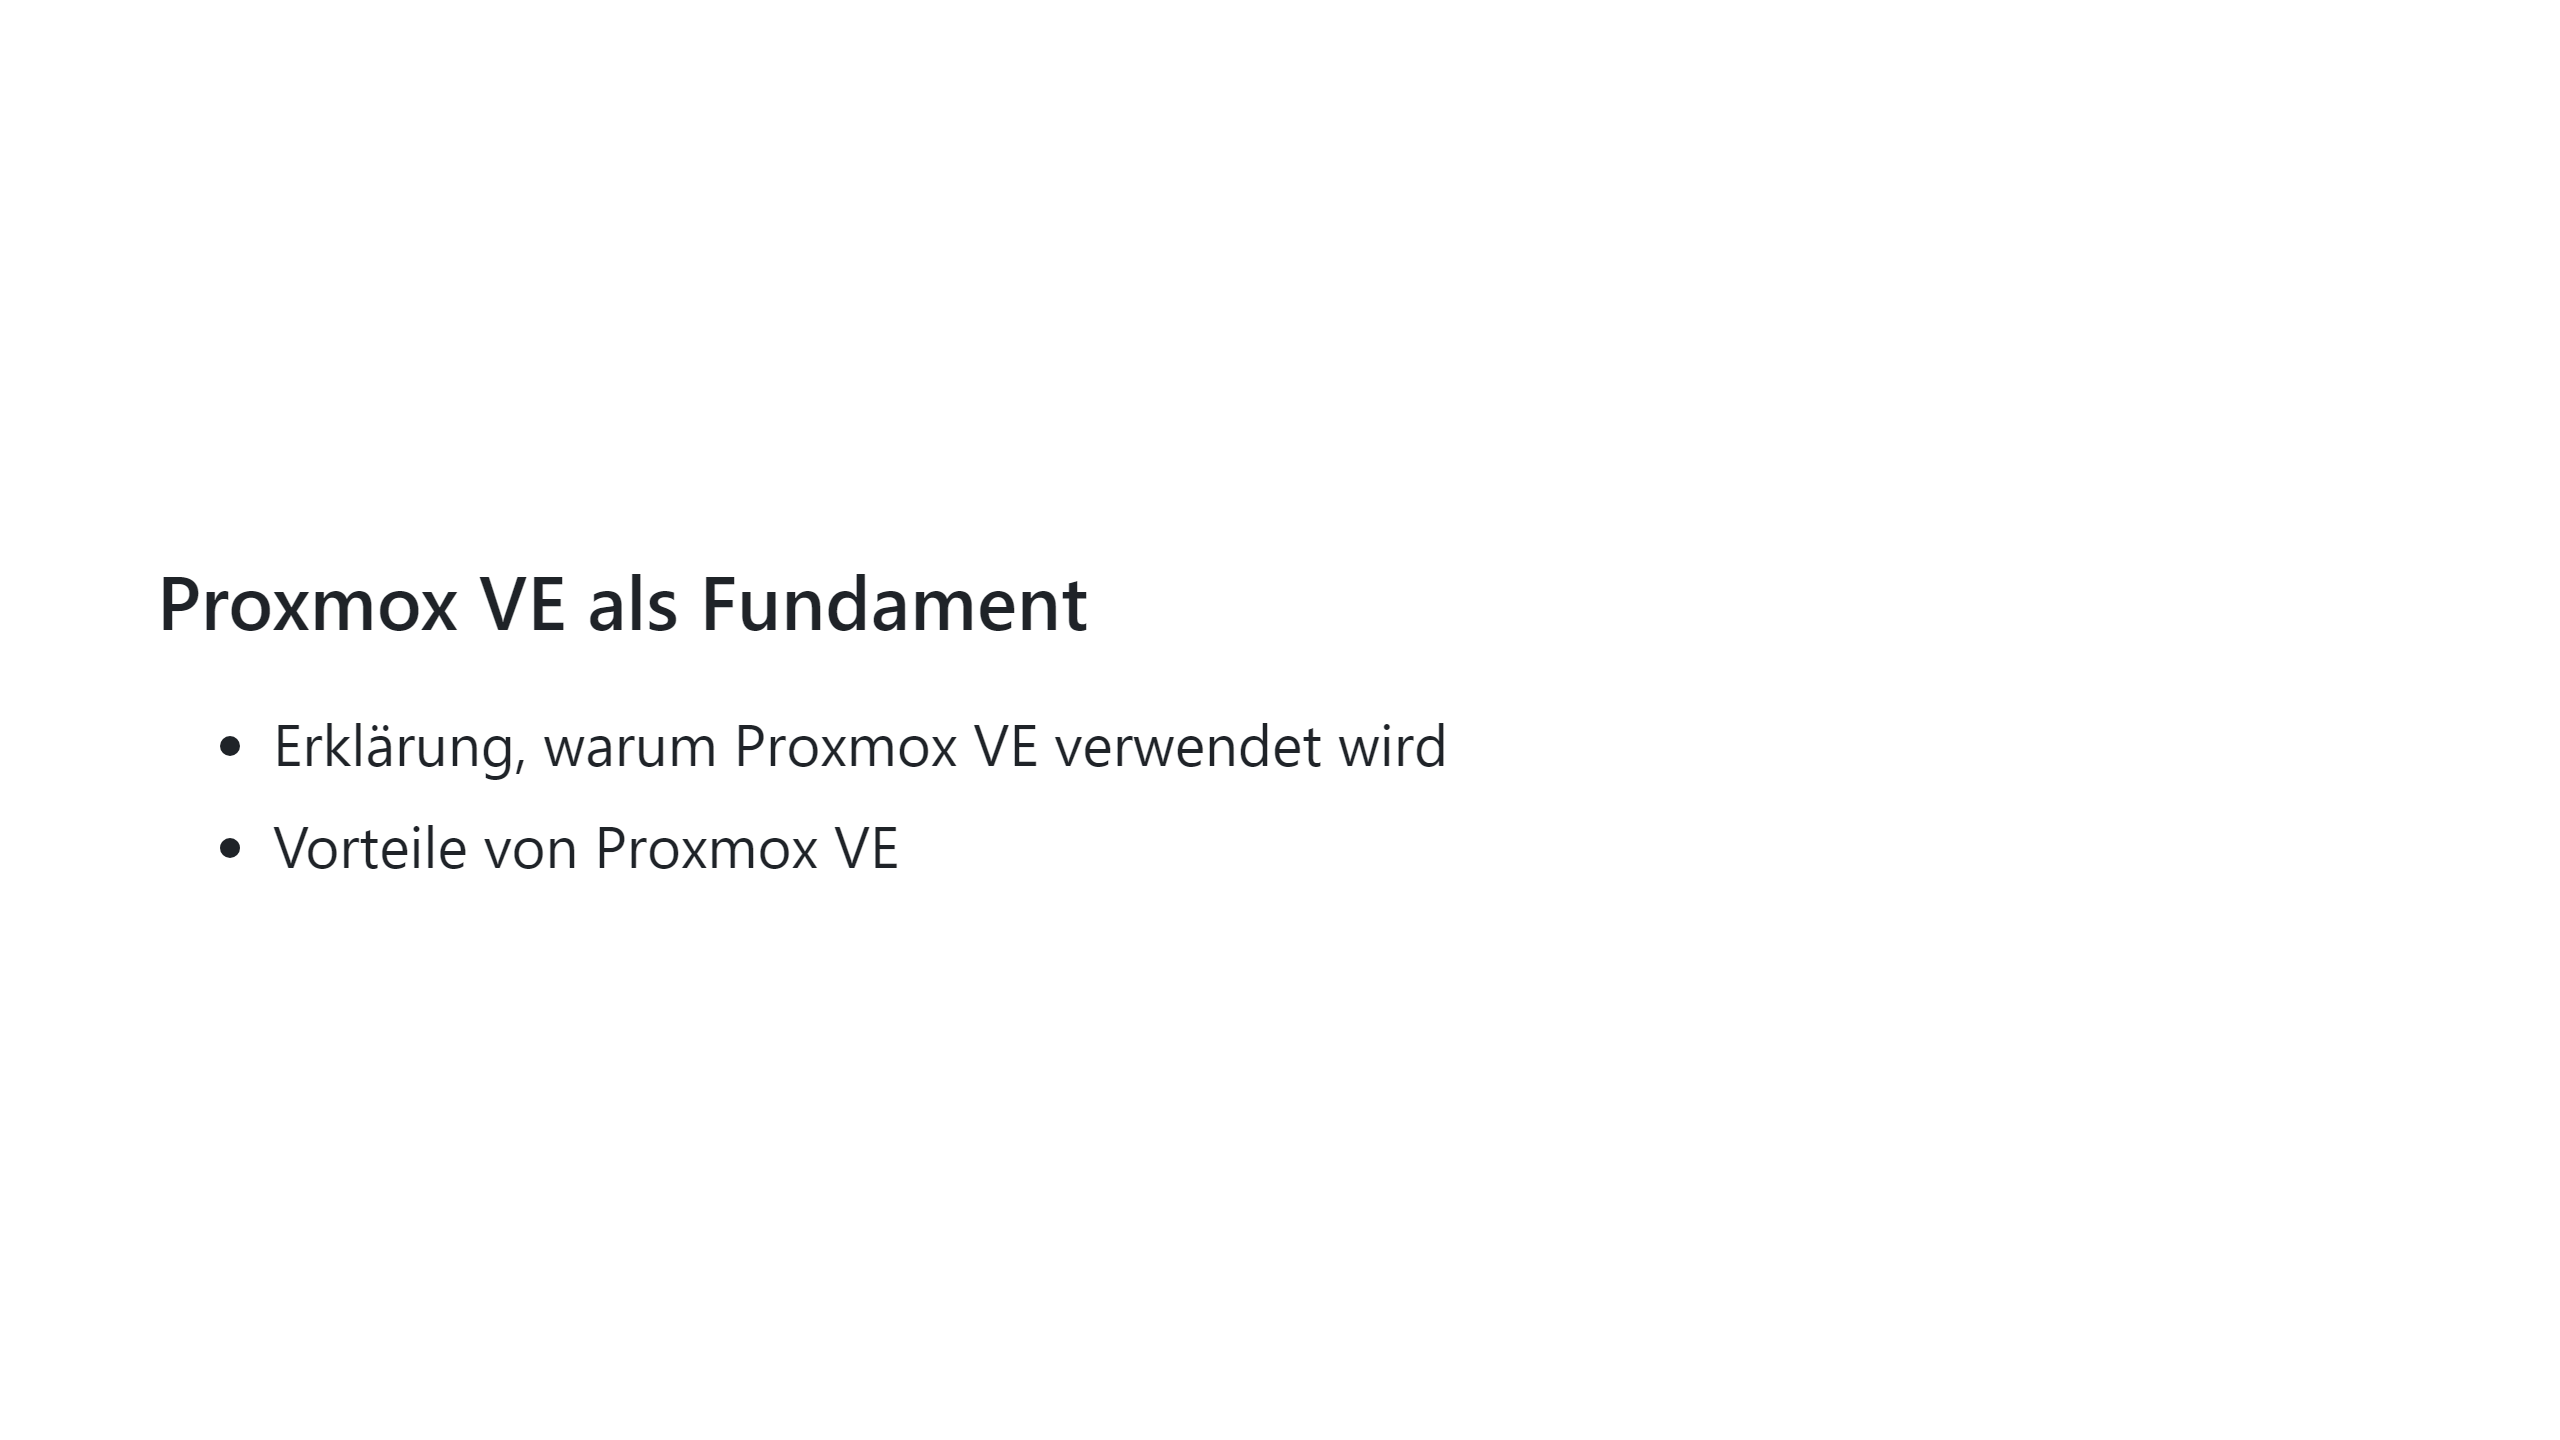 Proxmox VE als Fundament
• Erklärung, warum Proxmox VE verwendet wird
• Vorteile von Proxmox VE